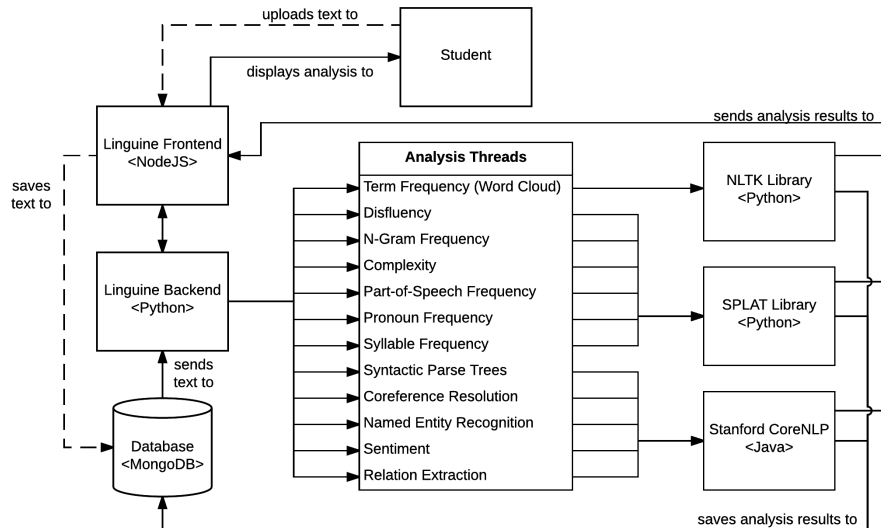 uploads text to
Student
displays analysis to
sends analysis results to
Linguine Frontend
<NodeJS>
Analysis Threads
NLTK Library
<Python>
saves
text to
Term Frequency (Word Cloud)
Disfluency
N-Gram Frequency
Complexity
Part-of-Speech Frequency
Pronoun Frequency
Syllable Frequency
Syntactic Parse Trees
Coreference Resolution
Named Entity Recognition
Sentiment
Relation Extraction
Linguine Backend
<Python>
SPLAT Library
<Python>
sends
text to
Database
<MongoDB>
Stanford CoreNLP
<Java>
saves analysis results to